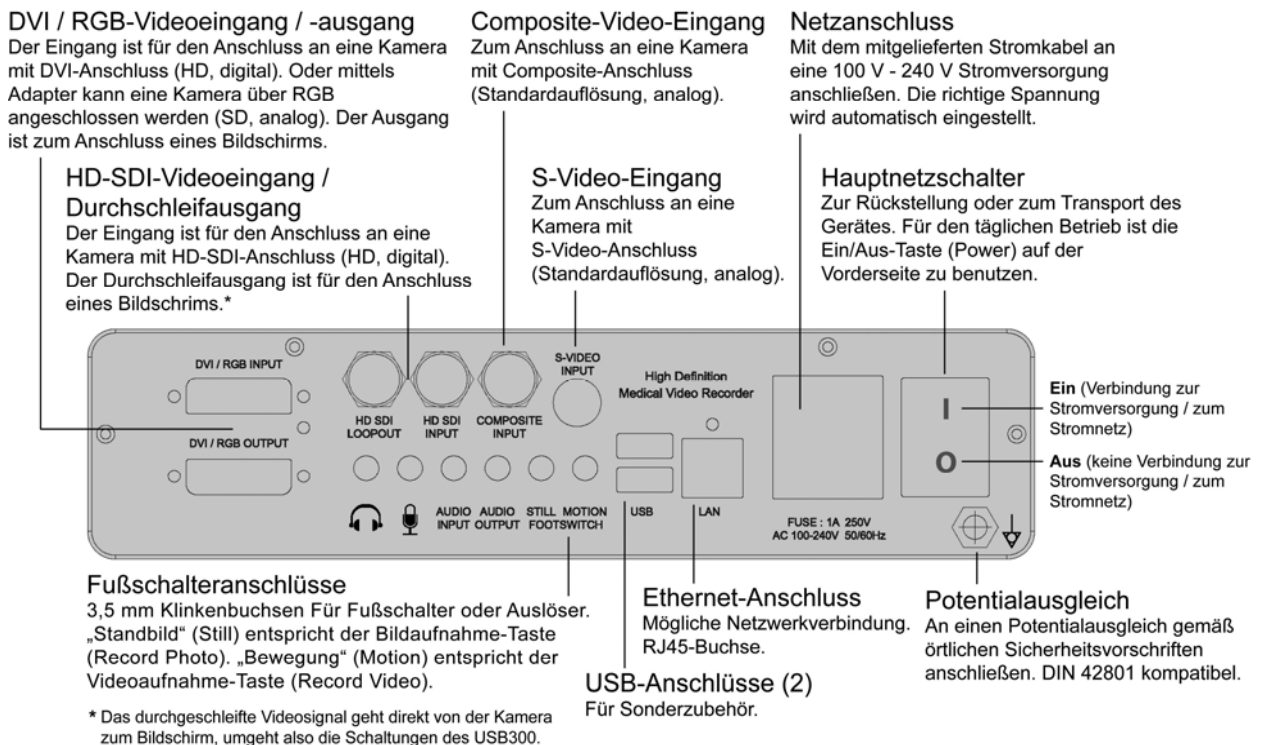 DVI / RGB-Videoeingang / -ausgang
Der Eingang ist für den Anschluss an eine Kamera
mit DVI-Anschluss (HD, digital). Oder mittels
Adapter kann eine Kamera über RGB
angeschlossen werden (SD, analog). Der Ausgang
ist zum Anschluss eines Bildschirms.
Composite-Video-Eingang
Zum Anschluss an eine Kamera
mit Composite-Anschluss
(Standardauflösung, analog).
Netzanschluss
Mit dem mitgelieferten Stromkabel an
eine 100 V - 240 V Stromversorgung
anschließen. Die richtige Spannung
wird automatisch eingestellt.
HD-SDI-Videoeingang /
Durchschleifausgang
Der Eingang ist für den Anschluss an eine
Kamera mit HD-SDI-Anschluss (HD, digital).
Der Durchschleifausgang ist für den Anschluss
eines Bildschrims.*
S-Video-Eingang
Zum Anschluss an eine
Kamera mit
S-Video-Anschluss
(Standardauflösung, analog).
Hauptnetzschalter
Zur Rückstellung oder zum Transport des
Gerätes. Für den täglichen Betrieb ist die
Ein/Aus-Taste (Power) auf der
Vorderseite zu benutzen.
DVI / RGB INPUT
DVI / RGB OUTPUT
HD SDI
LOOPOUT
HD SDI
INPUT
COMPOSITE
INPUT
S-VIDEO
INPUT
High Definition
Medical Video Recorder
AUDIO
INPUT
AUDIO
OUTPUT
STILL MOTION
FOOTSWITCH
USB
LAN
FUSE : 1A 250V
AC 100-240V 50/60Hz
I
O
Ein (Verbindung zur
Stromversorgung / zum
Stromnetz)
Aus (keine Verbindung zur
Stromversorgung / zum
Stromnetz)
Fußschalteranschlüsse
3,5 mm Klinkenbuchsen Für Fußschalter oder Auslöser.
„Standbild“ (Still) entspricht der Bildaufnahme-Taste
(Record Photo). „Bewegung“ (Motion) entspricht der
Videoaufnahme-Taste (Record Video).
* Das durchgeschleifte Videosignal geht direkt von der Kamera
zum Bildschirm, umgeht also die Schaltungen des USB300.
Ethernet-Anschluss
Mögliche Netzwerkverbindung.
RJ45-Buchse.
USB-Anschlüsse (2)
Für Sonderzubehör.
Potentialausgleich
An einen Potentialausgleich gemäß
örtlichen Sicherheitsvorschriften
anschließen. DIN 42801 kompatibel.